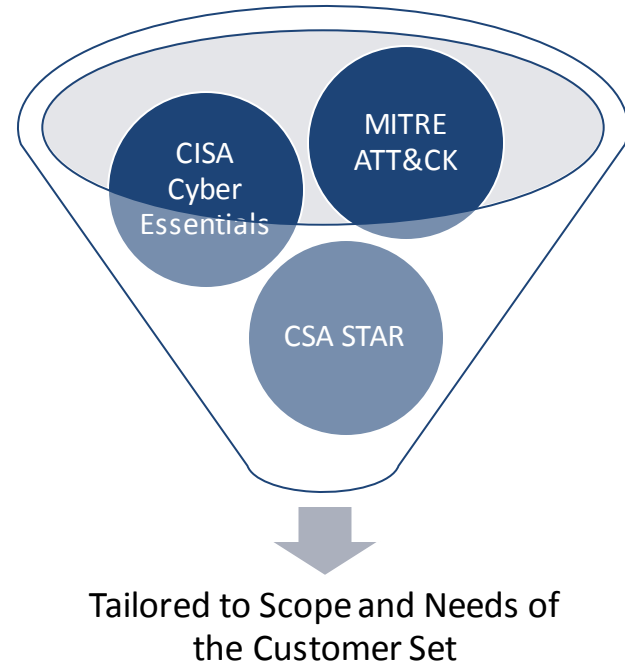 MITRE
ATT&CK
CISA
Cyber
Essentials
CSA STAR
Tailored to Scope and Needs of
the Customer Set